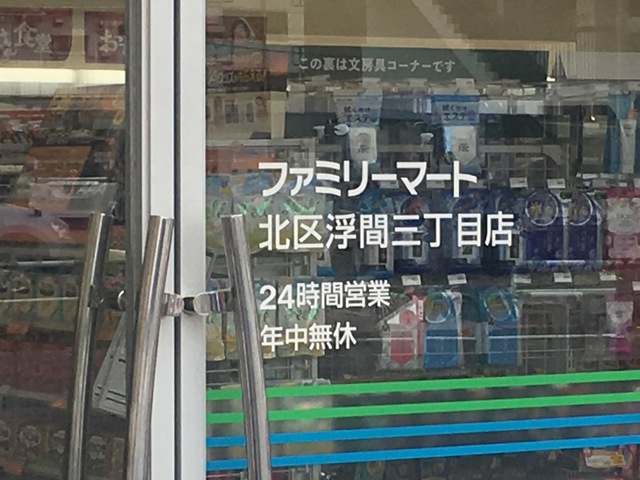 食堂
この裏は文房具コーナーです
ファミリーマート
北区浮間三丁目店
24時間営業
年中無休